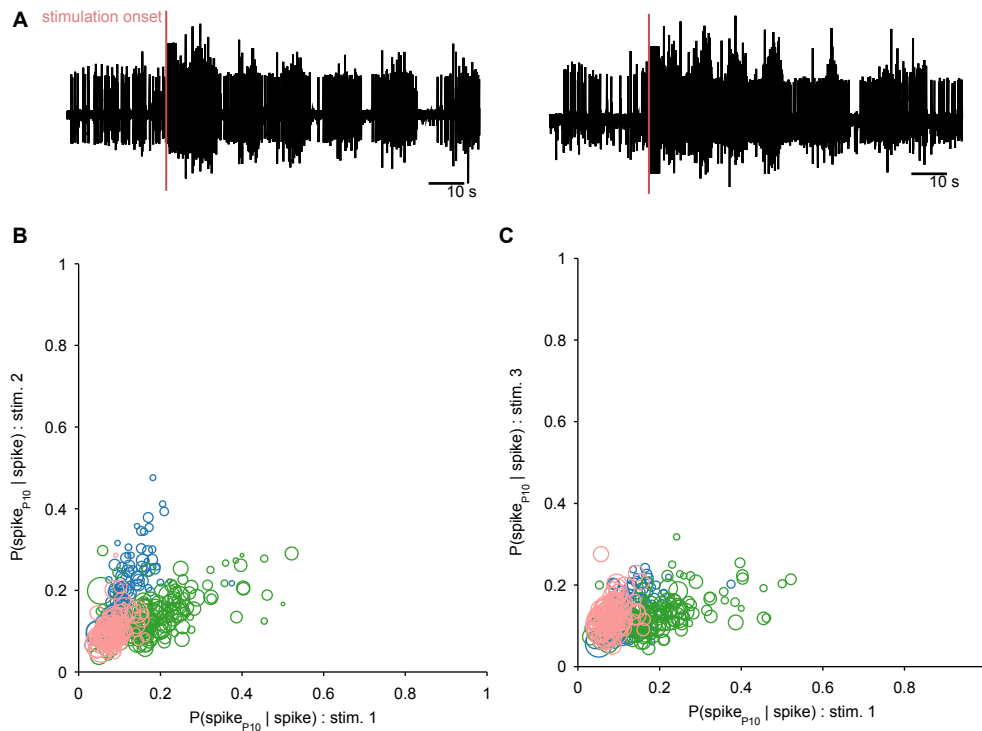 A
stimulation onset
10 s
10 s
B
C
1
0.8
0.6
0.4
0.2
0
P(spikeP10 | spike) : stim. 2
0 0.2 0.4 0.6 0.8 1
P(spikeP10 | spike) : stim. 1
1
0.8
0.6
0.4
0.2
0
P(spikeP10 | spike) : stim. 3
0 0.2 0.4 0.6 0.8
P(spikeP10 | spike) : stim. 1